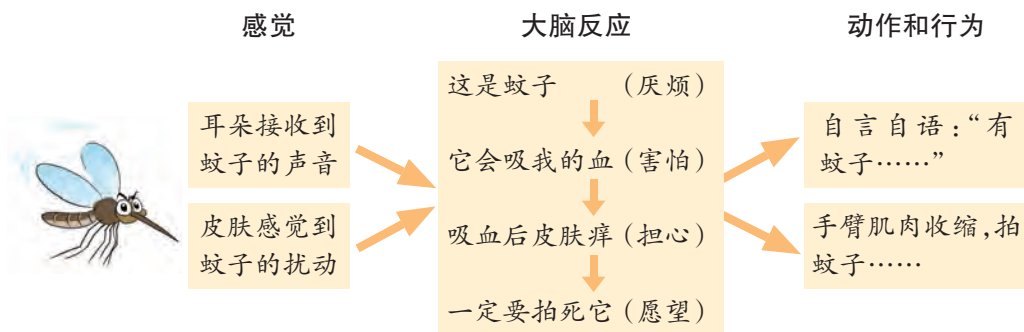 感觉
大脑反应
动作和行为
耳朵接收到
蚊子的声音
皮肤感觉到
蚊子的扰动
这是蚊子 (厌烦)
它会吸我的血 (害怕)
吸血后皮肤痒 (担心)
一定要拍死它 (愿望)
自言自语:“有
蚊子……”
手臂肌肉收缩,拍
蚊子……